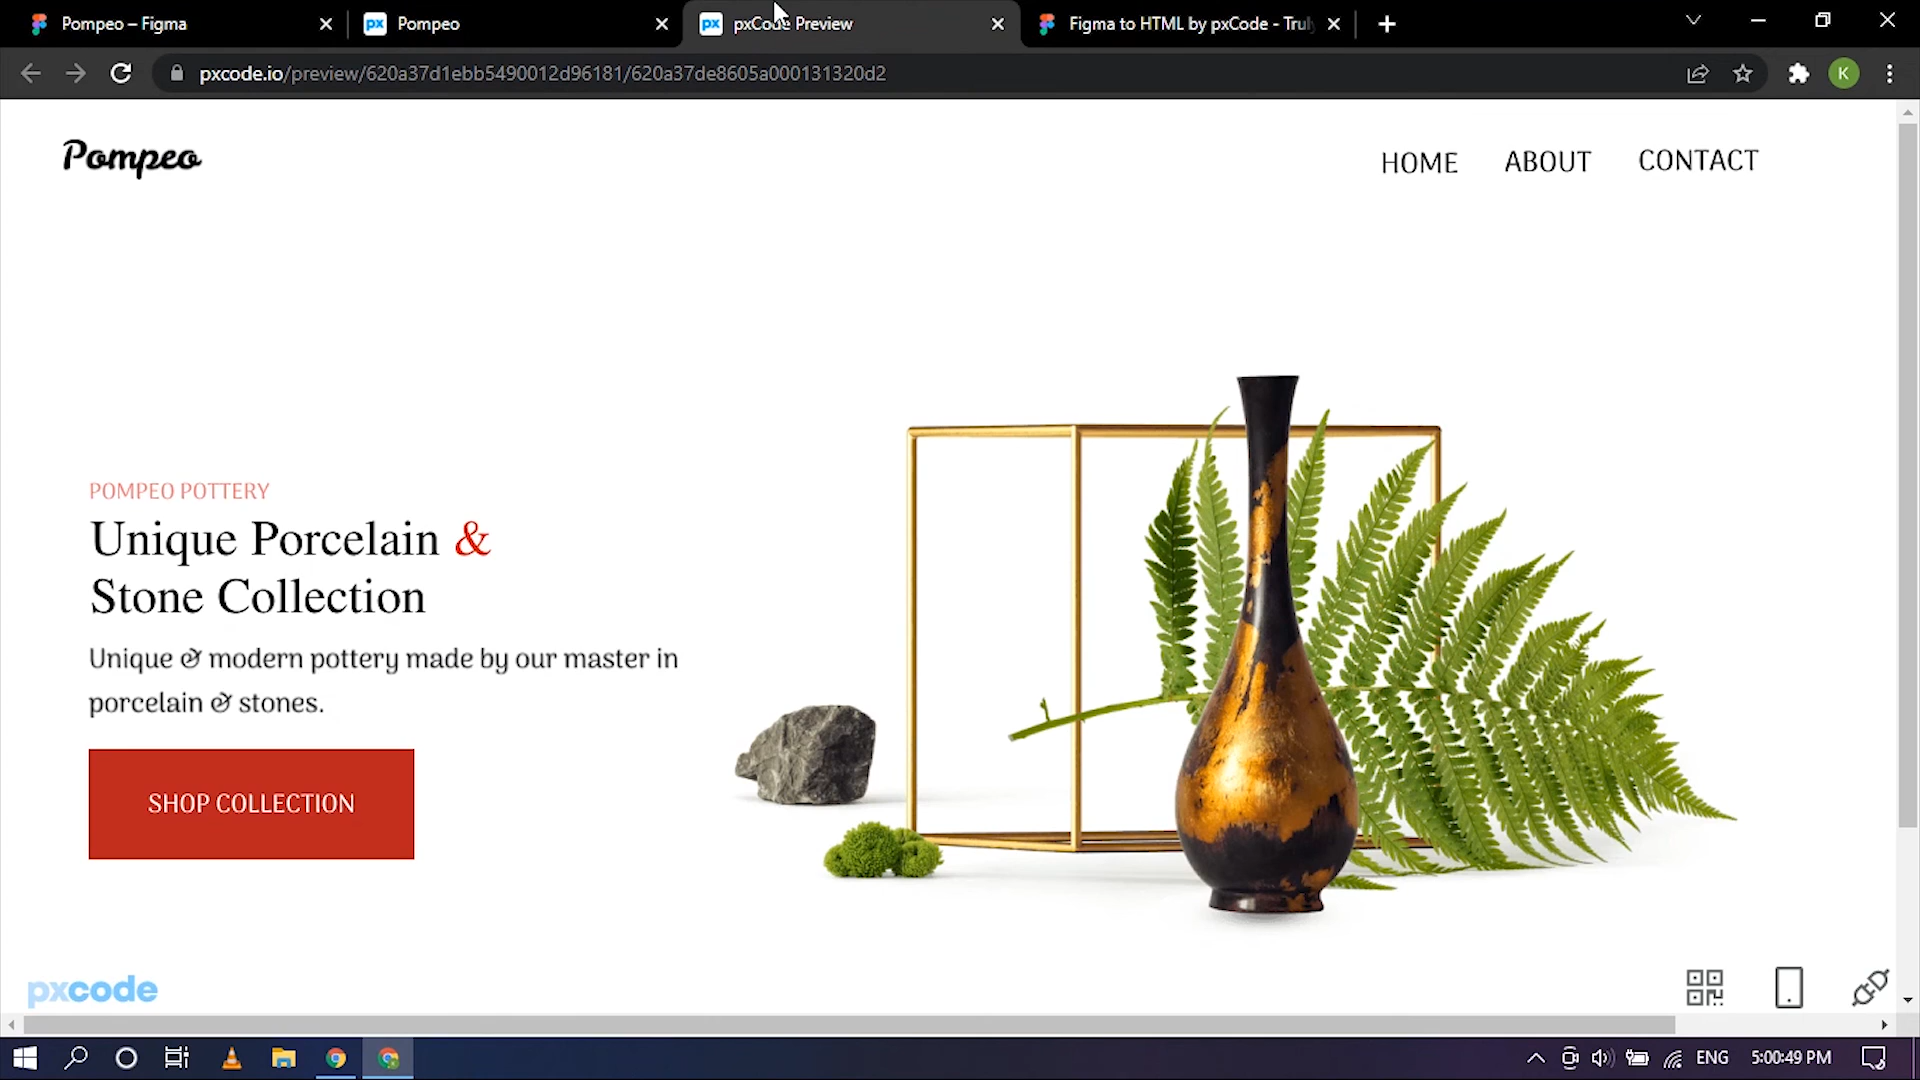 Pompeo – Figma
Pompeo
pxCode Preview
Figma to HTML by pxCode - Trul
pxcode.io/preview/620a37d1ebb5490012d96181/620a37de8605a000131320d2
K
Pompeo
HOME
ABOUT
CONTACT
POMPEO POTTERY
Unique Porcelain &
Stone Collection
Unique & modern pottery made by our master in
porcelain & stones.
SHOP COLLECTION
pxcode
ENG
5:00:49 PM